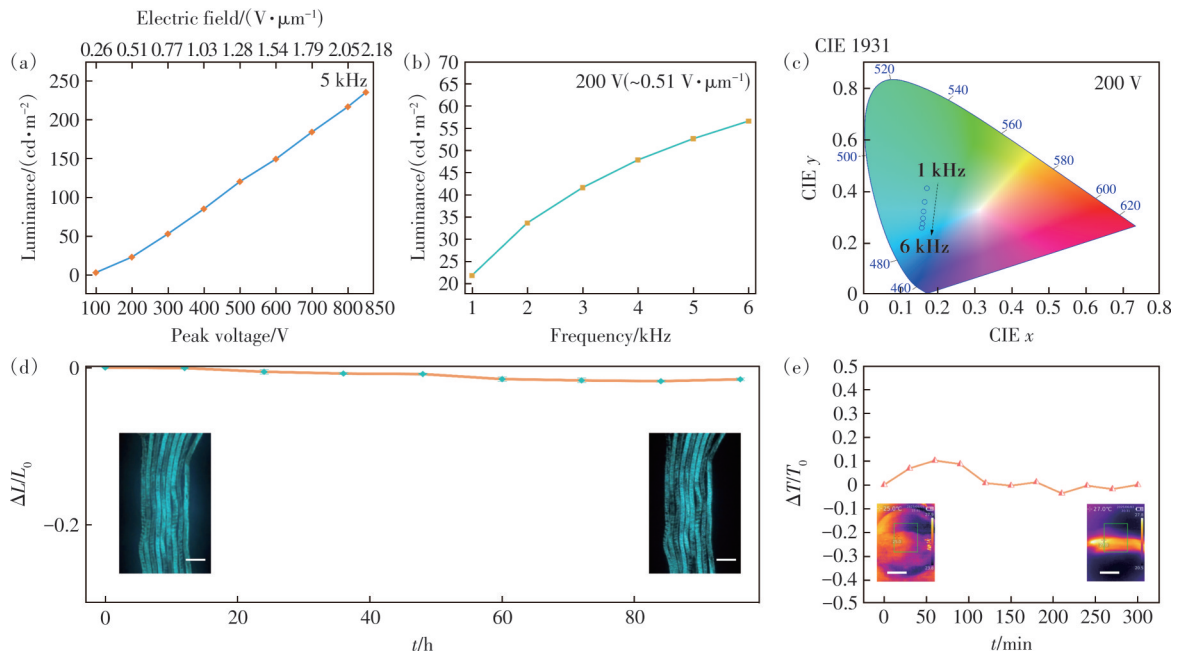 Electric field/(V·μm⁻¹)
0.26 0.51 0.77 1.03 1.28 1.54 1.79 2.05 2.18
(a)
5 kHz
250
200
150
100
50
0
Luminance/(cd·m⁻²)
100 200 300 400 500 600 700 800 850
Peak voltage/V
(b)
200 V(~0.51 V·μm⁻¹)
70
65
60
55
50
45
40
35
30
25
20
Luminance/(cd·m⁻²)
1 2 3 4 5 6
Frequency/kHz
(c)
CIE 1931
200 V
520
540
560
580
600
620
500
480
460
1 kHz
6 kHz
0.8
0.6
0.4
0.2
0
CIE y
0 0.1 0.2 0.3 0.4 0.5 0.6 0.7 0.8
CIE x
(d)
0
−0.2
ΔL/L₀
0 20 40 60 80
t/h
(e)
0.5
0.4
0.3
0.2
0.1
0
−0.1
−0.2
−0.3
−0.4
−0.5
ΔT/T₀
27.0℃
0 50 100 150 200 250 300
t/min